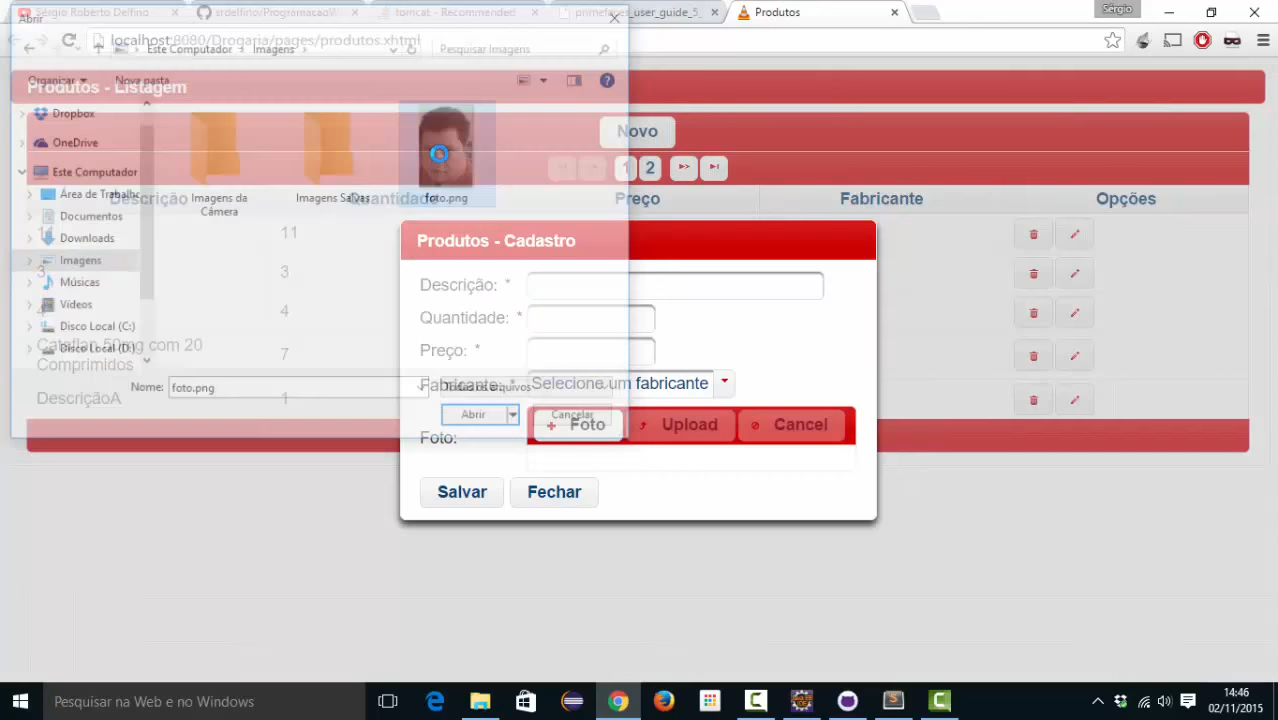 Abrir
Sérgio Roberto Delfino
srdelfino/ProgramacaoW
tomcat - Recommended
primefaces_user_guide_5_
Produtos
Sérgio
localhost:8080/Drogaria/pages/produtos.xhtml
Este Computador
Imagens
Pesquisar Imagens
Organizar
Nova pasta
Produtos - Listagem
Dropbox
OneDrive
Este Computador
Área de Trabalho
Documentos
Downloads
Imagens
Músicas
Vídeos
Disco Local (C:)
Disco Local (D:)
Imagens da Câmera
Imagens Salvas
foto.png
Novo
1 2
Descrição
Quantidade
Preço
Fabricante
Opções
11
3
3
4
4
Cataflan 50mg com 20
Comprimidos
7
DescriçãoA
1
Nome:
foto.png
Todos os arquivos
Abrir
Cancelar
Produtos - Cadastro
Descrição: *
Quantidade: *
Preço: *
Fabricante: *
Selecione um fabricante
Foto:
Foto
Upload
Cancel
Salvar
Fechar
Pesquisar na Web e no Windows
14:46
02/11/2015